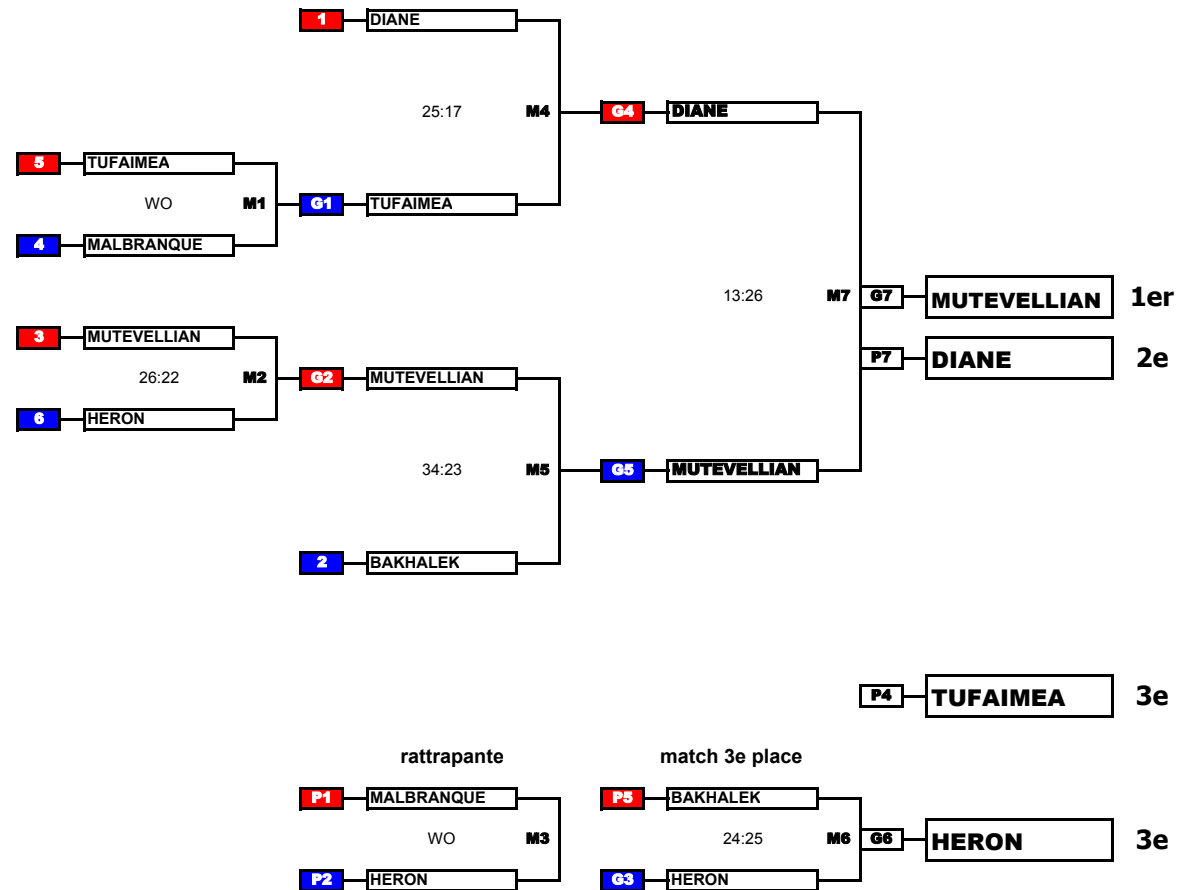 1 DIANE
25:17 M4 G4 DIANE
5 TUFAIMEA
WO M1 G1 TUFAIMEA
4 MALBRANQUE
13:26 M7 G7 MUTEVELLIAN 1er
3 MUTEVELLIAN
P7 DIANE 2e
26:22 M2 G2 MUTEVELLIAN
6 HERON
34:23 M5 G5 MUTEVELLIAN
2 BAKHALEK
P4 TUFAIMEA 3e
rattrapante match 3e place
P1 MALBRANQUE P5 BAKHALEK
WO M3 24:25 M6 G6 HERON 3e
P2 HERON G3 HERON